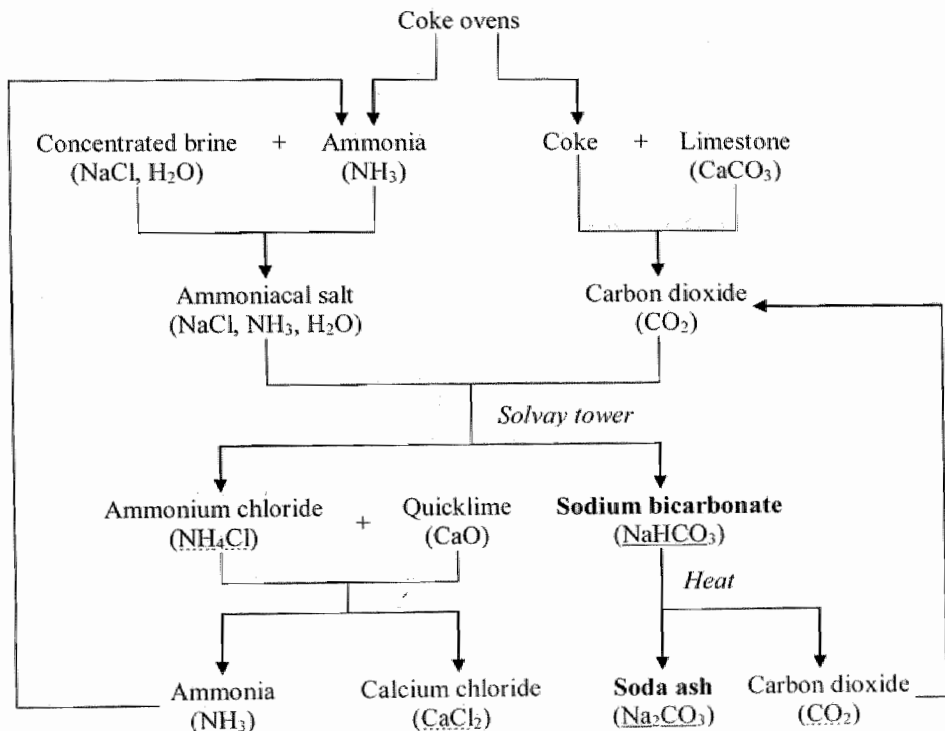 Coke ovens
Concentrated brine + Ammonia Coke + Limestone
(NaCl, H₂O) (NH₃) (CaCO₃)
Ammoniacal salt Carbon dioxide
(NaCl, NH₃, H₂O) (CO₂)
Solvay tower
Ammonium chloride + Quicklime Sodium bicarbonate
(NH₄Cl) (CaO) (NaHCO₃)
Heat
Ammonia Calcium chloride Soda ash Carbon dioxide
(NH₃) (CaCl₂) (Na₂CO₃) (CO₂)